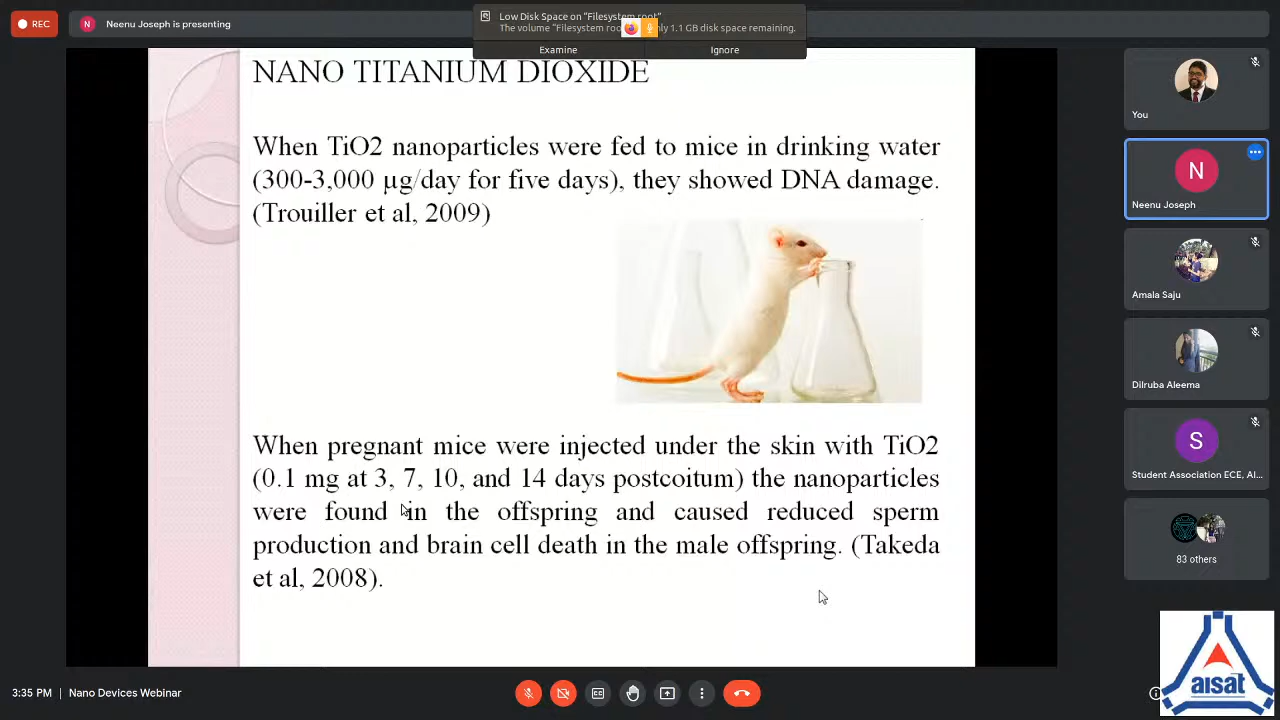 REC
N
Neenu Joseph is presenting
Low Disk Space on "Filesystem root"
The volume "Filesystem 1.1 GB disk space remaining.
Examine
Ignore
NANO TITANIUM DIOXIDE
When TiO2 nanoparticles were fed to mice in drinking water
(300-3,000 µg/day for five days), they showed DNA damage.
(Trouiller et al, 2009)
When pregnant mice were injected under the skin with TiO2
(0.1 mg at 3, 7, 10, and 14 days postcoitum) the nanoparticles
were found in the offspring and caused reduced sperm
production and brain cell death in the male offspring. (Takeda
et al, 2008).
You
N
Neenu Joseph
Amala Saju
Dilruba Aleema
S
Student Association ECE, Al...
83 others
aisat
3:35 PM | Nano Devices Webinar
CC